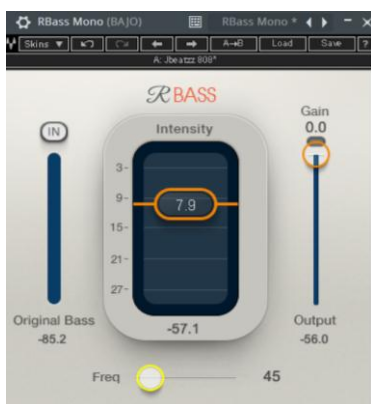 RBass Mono (BAJO) RBass Mono *
Skins A→B Load Save ?
A: Jbeatzz 808*
R BASS
Gain
0.0
IN
Intensity
3-
9-
7.9
15-
21-
27-
Original Bass
-85.2
-57.1
Output
-56.0
Freq 45